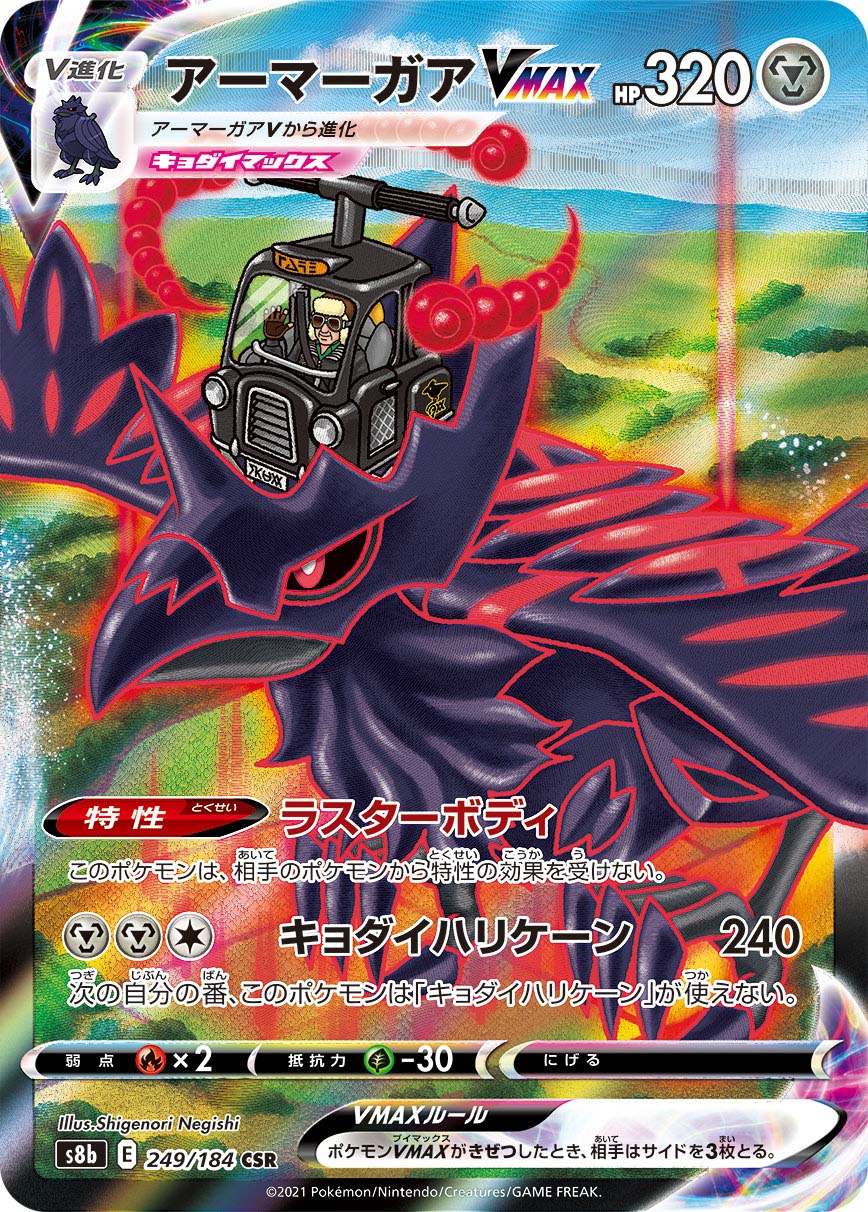 V進化
アーマーガアVMAX HP320
アーマーガアVから進化
キョダイマックス
特性 とくせい ラスターボディ
このポケモンは、相手のポケモンから特性の効果を受けない。
キョダイハリケーン 240
次の自分の番、このポケモンは「キョダイハリケーン」が使えない。
弱点 ×2 抵抗力 -30 にげる
Illus.Shigenori Negishi
VMAXルール
ポケモンVMAXがきぜつしたとき、相手はサイドを3枚とる。
s8b E 249/184 CSR
©2021 Pokémon/Nintendo/Creatures/GAME FREAK.